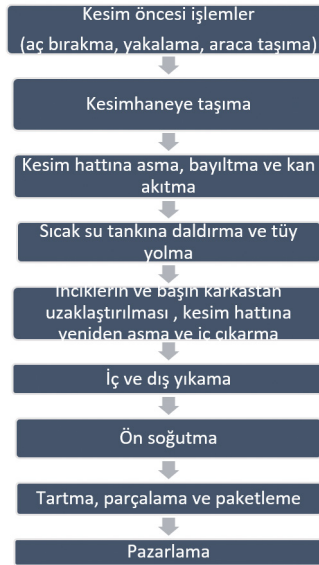 Kesim öncesi işlemler
(aç bırakma, yakalama, araca taşıma)
Kesimhaneye taşıma
Kesim hattına asma, bayıltma ve kan
akıtma
Sıcak su tankına daldırma ve tüy
yolma
İnciklerin ve başın karkastan
uzaklaştırılması , kesim hattına
yeniden asma ve iç çıkarma
İç ve dış yıkama
Ön soğutma
Tartma, parçalama ve paketleme
Pazarlama